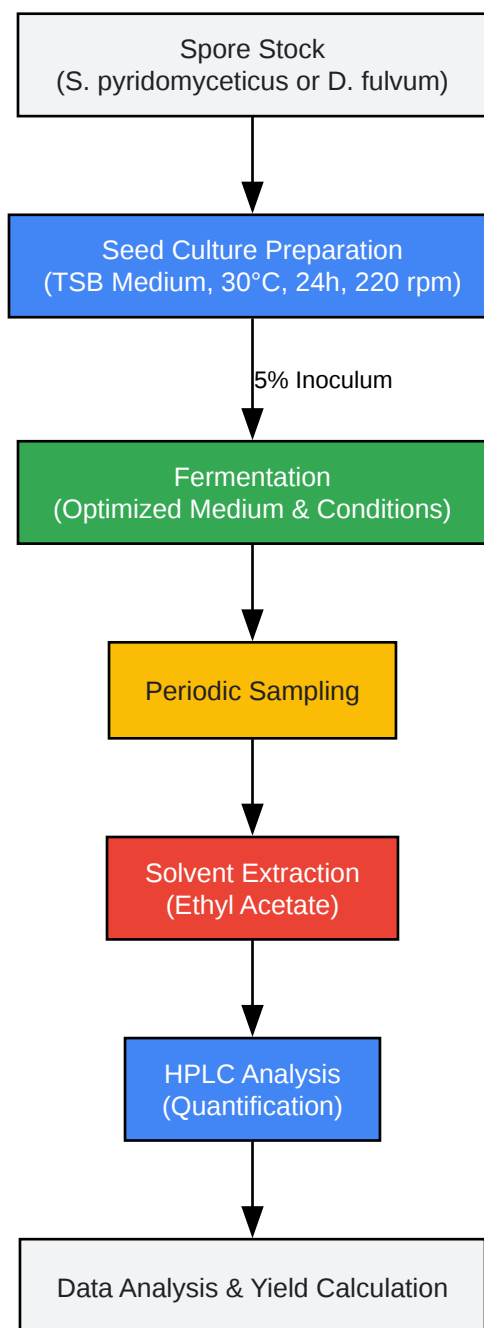 Spore Stock
(S. pyridomyceticus or D. fulvum)
Seed Culture Preparation
(TSB Medium, 30°C, 24h, 220 rpm)
5% Inoculum
Fermentation
(Optimized Medium & Conditions)
Periodic Sampling
Solvent Extraction
(Ethyl Acetate)
HPLC Analysis
(Quantification)
Data Analysis & Yield Calculation